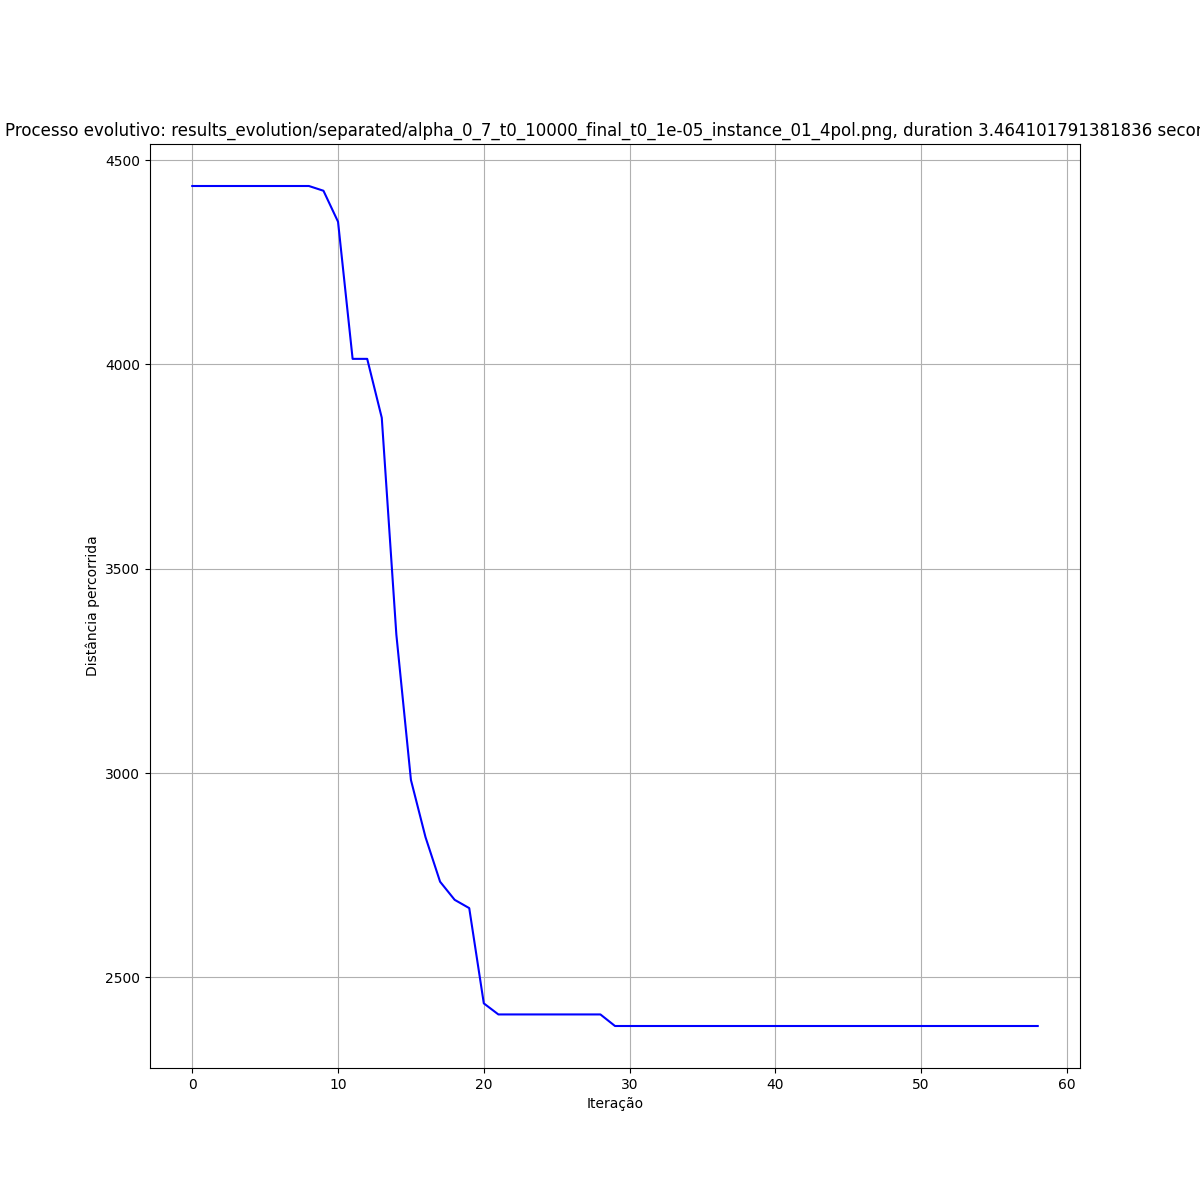 Processo evolutivo: results_evolution/separated/alpha_0_7_t0_10000_final_t0_1e-05_instance_01_4pol.png, duration 3.464101791381836 secon
4500
4000
3500
3000
2500
Distância percorrida
0 10 20 30 40 50 60
Iteração